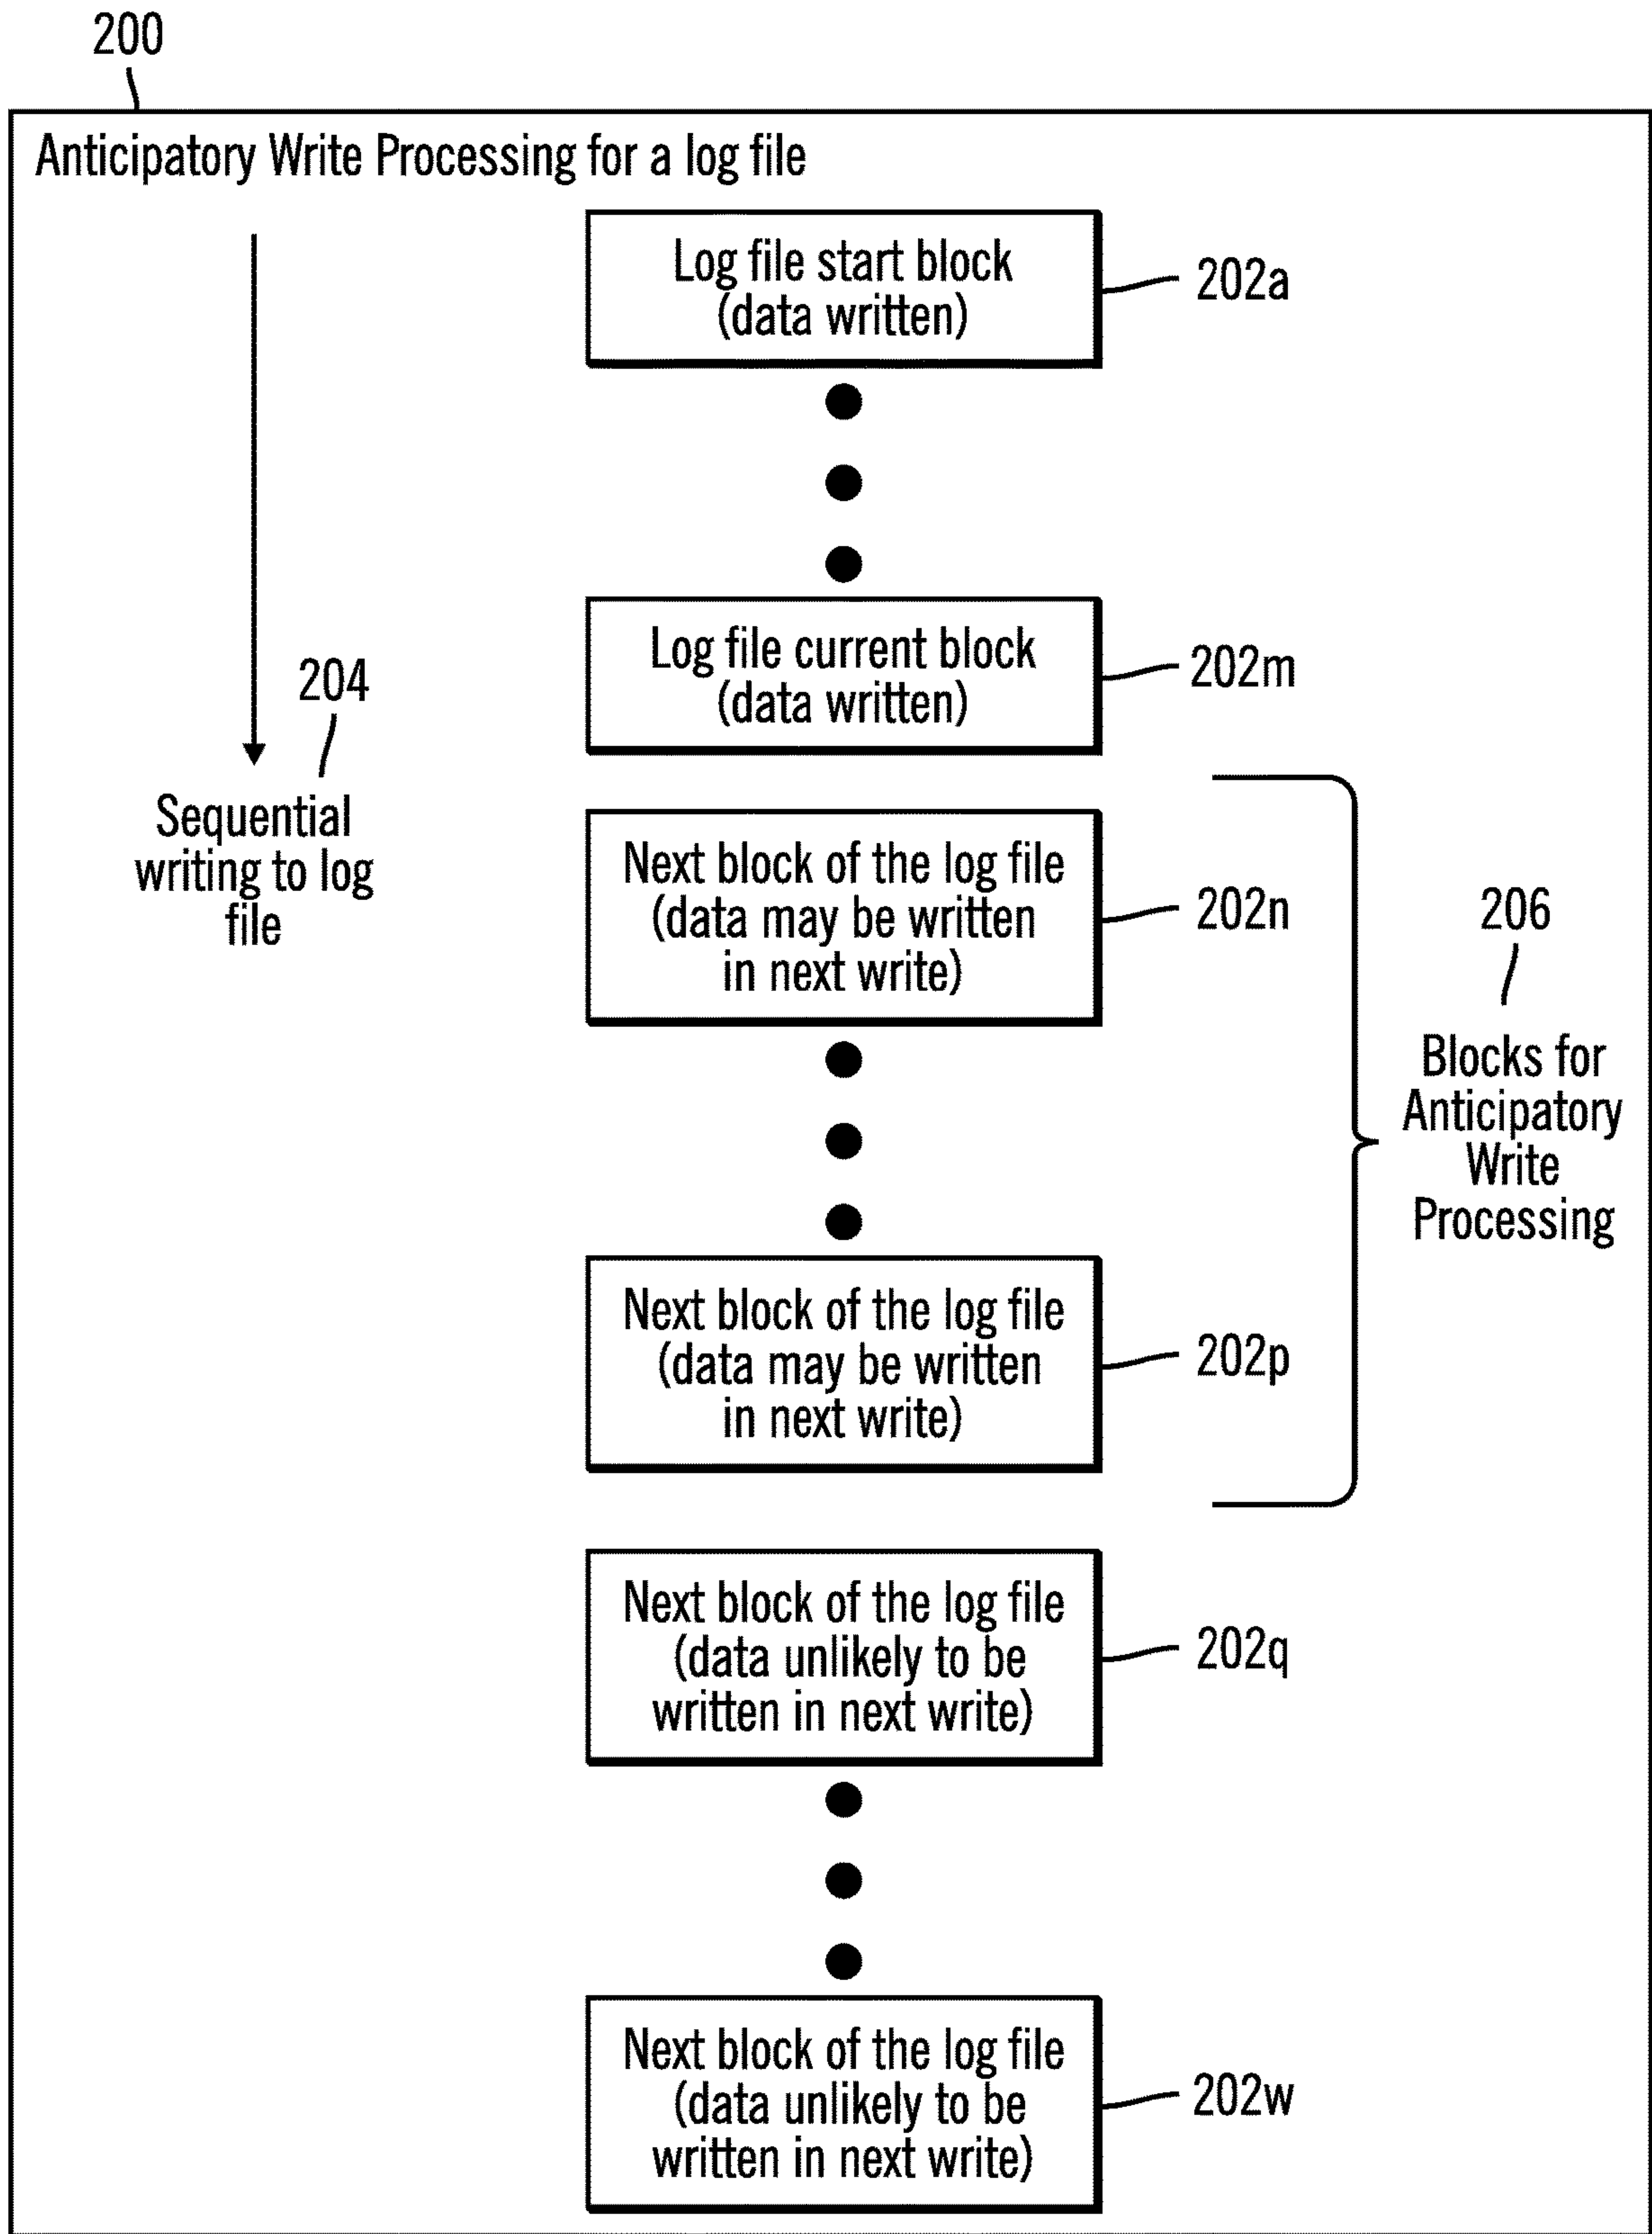 200
Anticipatory Write Processing for a log file
Log file start block
(data written)
202a
Log file current block
(data written)
202m
204
Sequential
writing to log
file
Next block of the log file
(data may be written
in next write)
202n
206
Blocks for
Anticipatory
Write
Processing
Next block of the log file
(data may be written
in next write)
202p
Next block of the log file
(data unlikely to be
written in next write)
202q
Next block of the log file
(data unlikely to be
written in next write)
202w